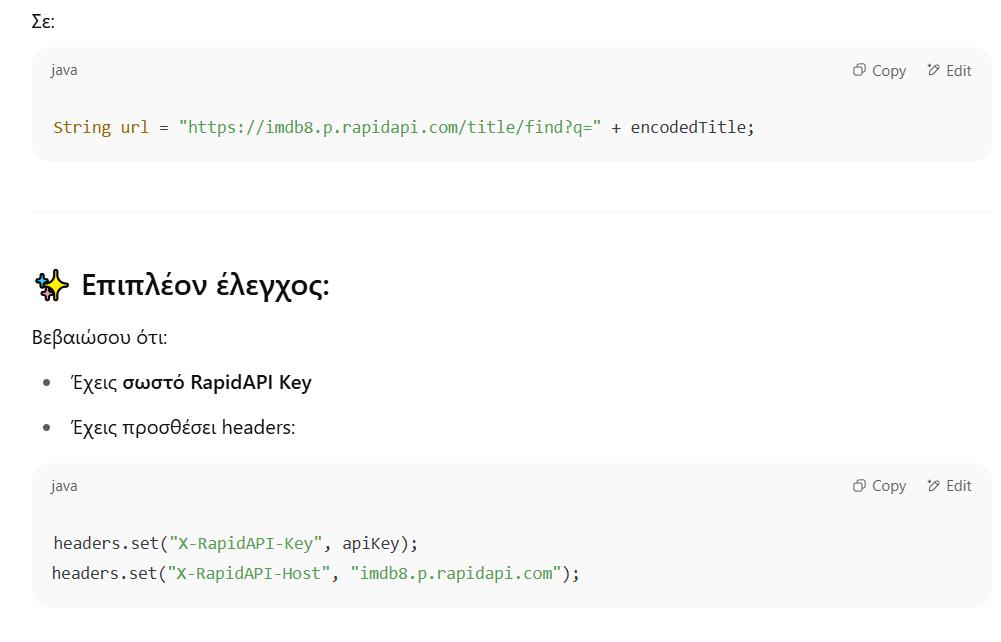 Σε:
java
Copy
Edit
String url = "https://imdb8.p.rapidapi.com/title/find?q=" + encodedTitle;
✨ Επιπλέον έλεγχος:
Βεβαιώσου ότι:
• Έχεις σωστό RapidAPI Key
• Έχεις προσθέσει headers:
java
Copy
Edit
headers.set("X-RapidAPI-Key", apiKey);
headers.set("X-RapidAPI-Host", "imdb8.p.rapidapi.com");